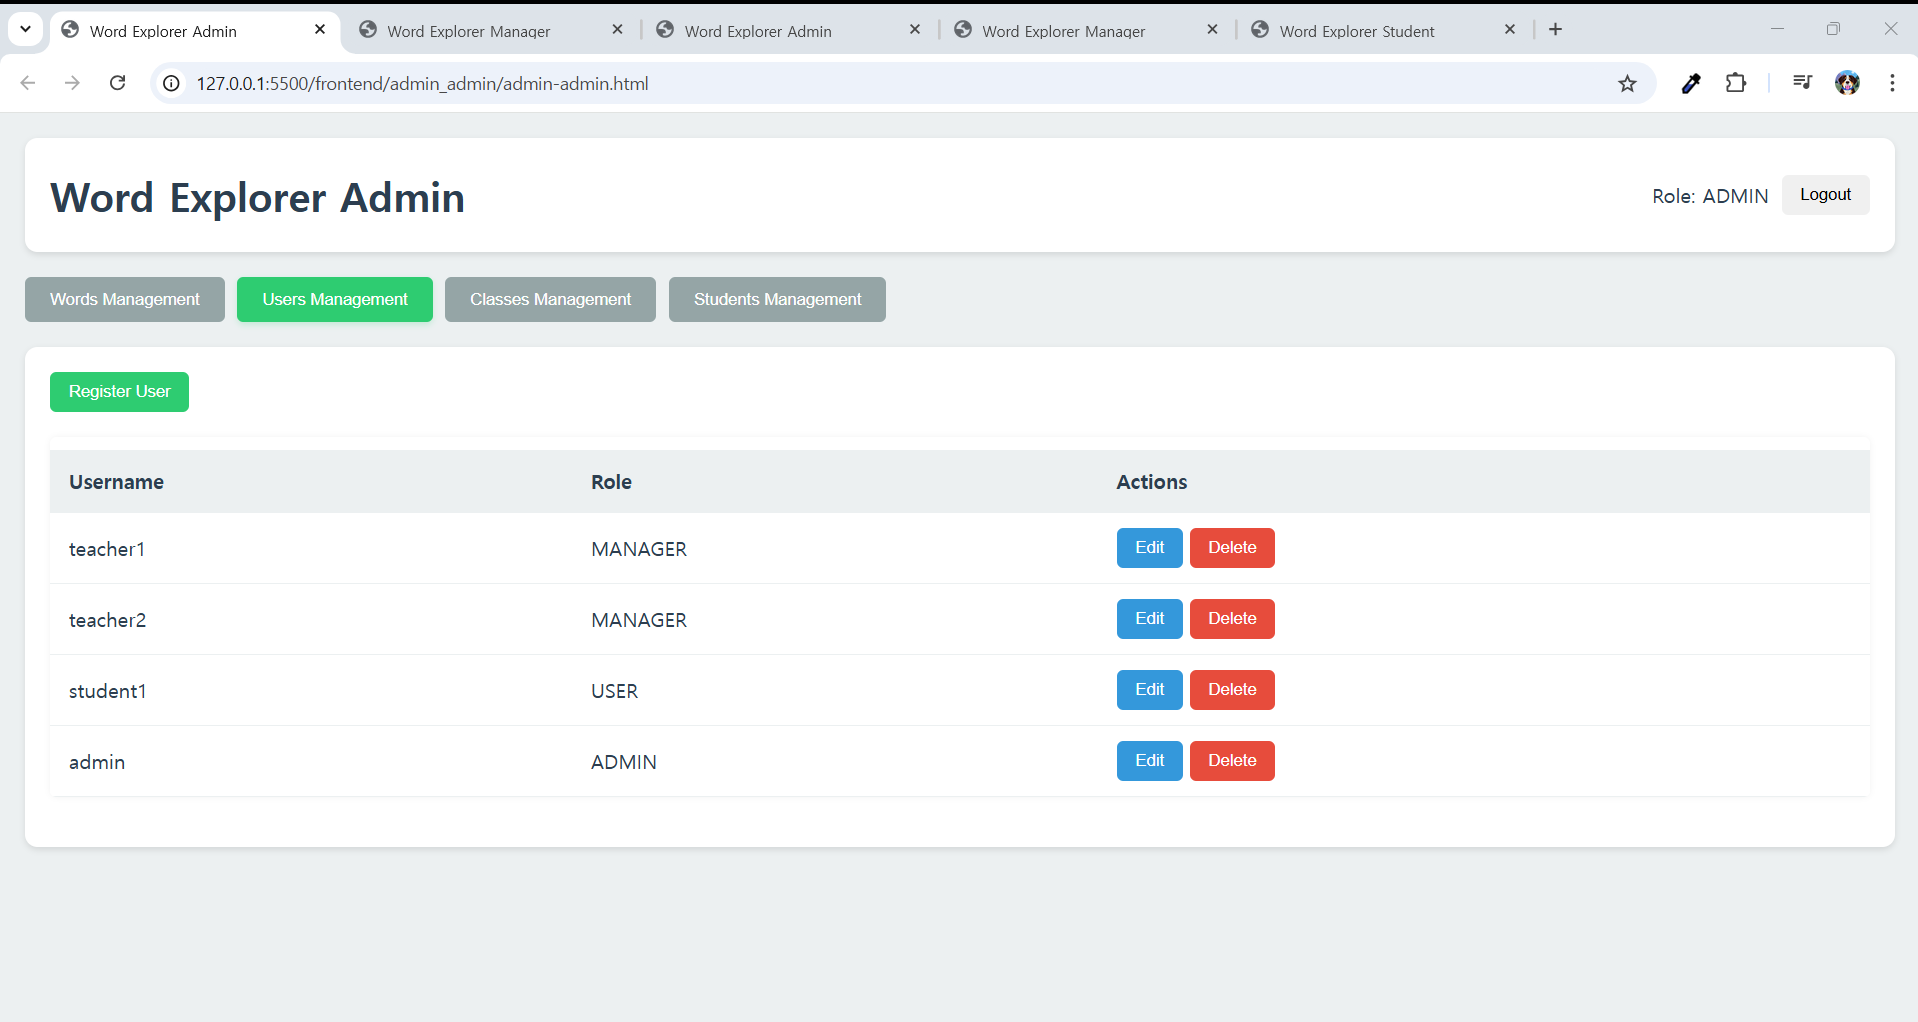 Word Explorer Admin
Word Explorer Manager
Word Explorer Admin
Word Explorer Manager
Word Explorer Student
127.0.0.1:5500/frontend/admin_admin/admin-admin.html
Word Explorer Admin
Role: ADMIN
Logout
Words Management
Users Management
Classes Management
Students Management
Register User
Username Role Actions
teacher1 MANAGER Edit Delete
teacher2 MANAGER Edit Delete
student1 USER Edit Delete
admin ADMIN Edit Delete